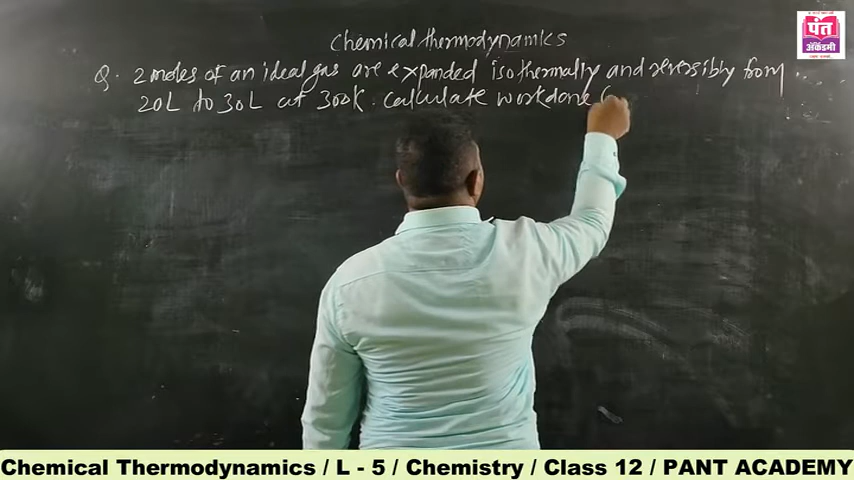 पंत
अकॅडमी
Chemical thermodynamics
Q. 2 moles of an ideal gas are expanded isothermally and reversibly from
20L to 30L at 300K. Calculate workdone (
Chemical Thermodynamics / L - 5 / Chemistry / Class 12 / PANT ACADEMY